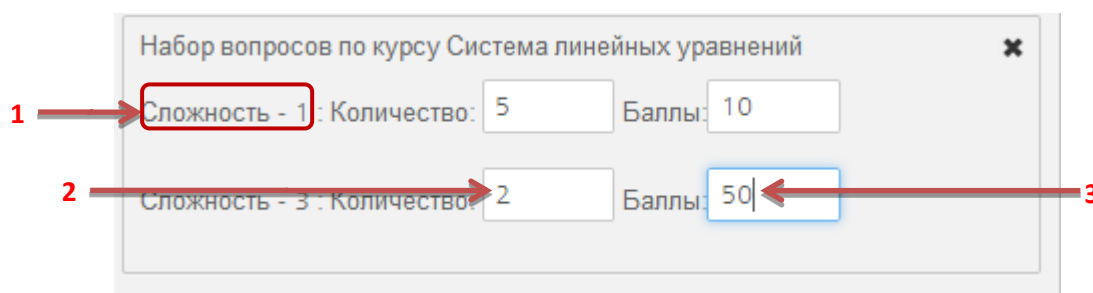 Набор вопросов по курсу Система линейных уравнений ✖
1 Сложность - 1 : Количество: 5 Баллы: 10
2 Сложность - 3 : Количество: 2 Баллы: 50 3